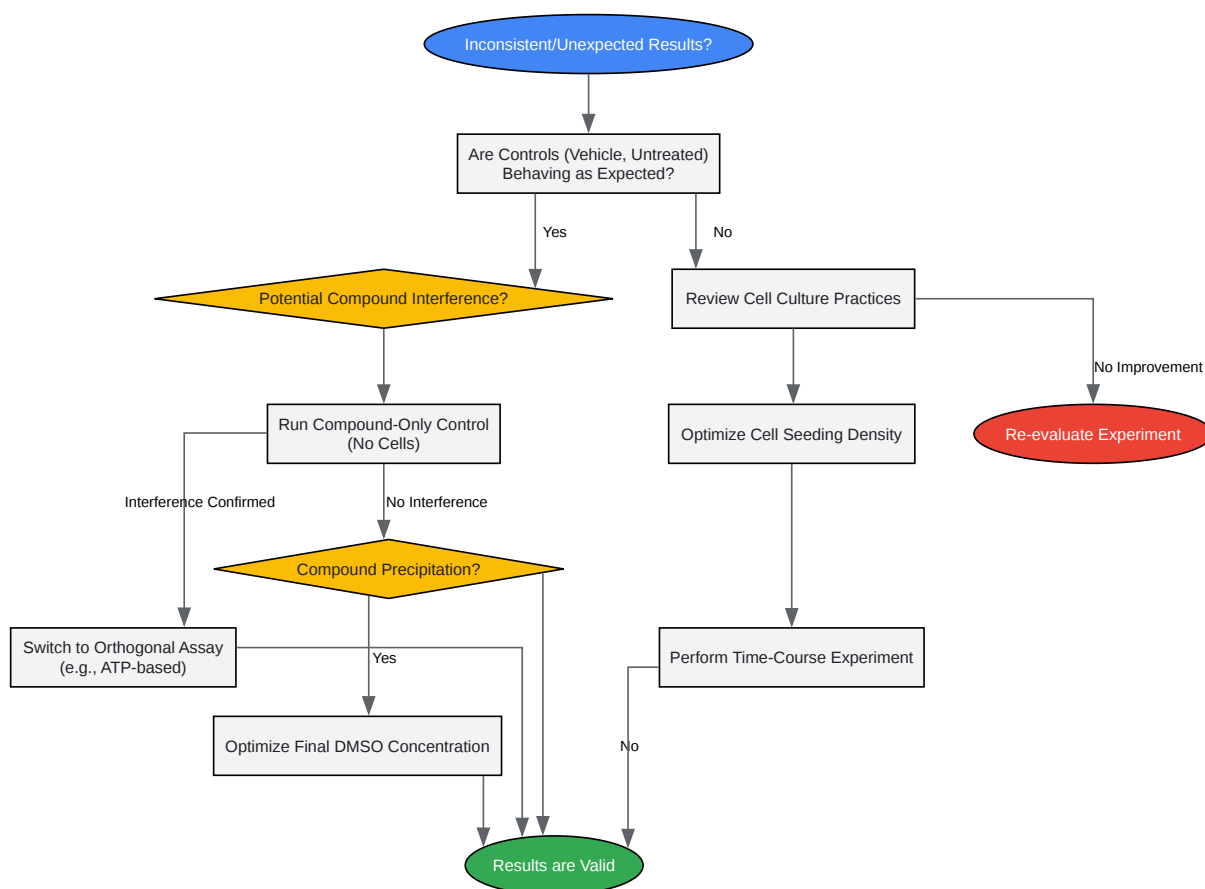 Inconsistent/Unexpected Results?
Are Controls (Vehicle, Untreated)
Behaving as Expected?
Yes
No
Potential Compound Interference?
Review Cell Culture Practices
No Improvement
Run Compound-Only Control
(No Cells)
Optimize Cell Seeding Density
Re-evaluate Experiment
Interference Confirmed
No Interference
Compound Precipitation?
Switch to Orthogonal Assay
(e.g., ATP-based)
Yes
Perform Time-Course Experiment
Optimize Final DMSO Concentration
No
Results are Valid